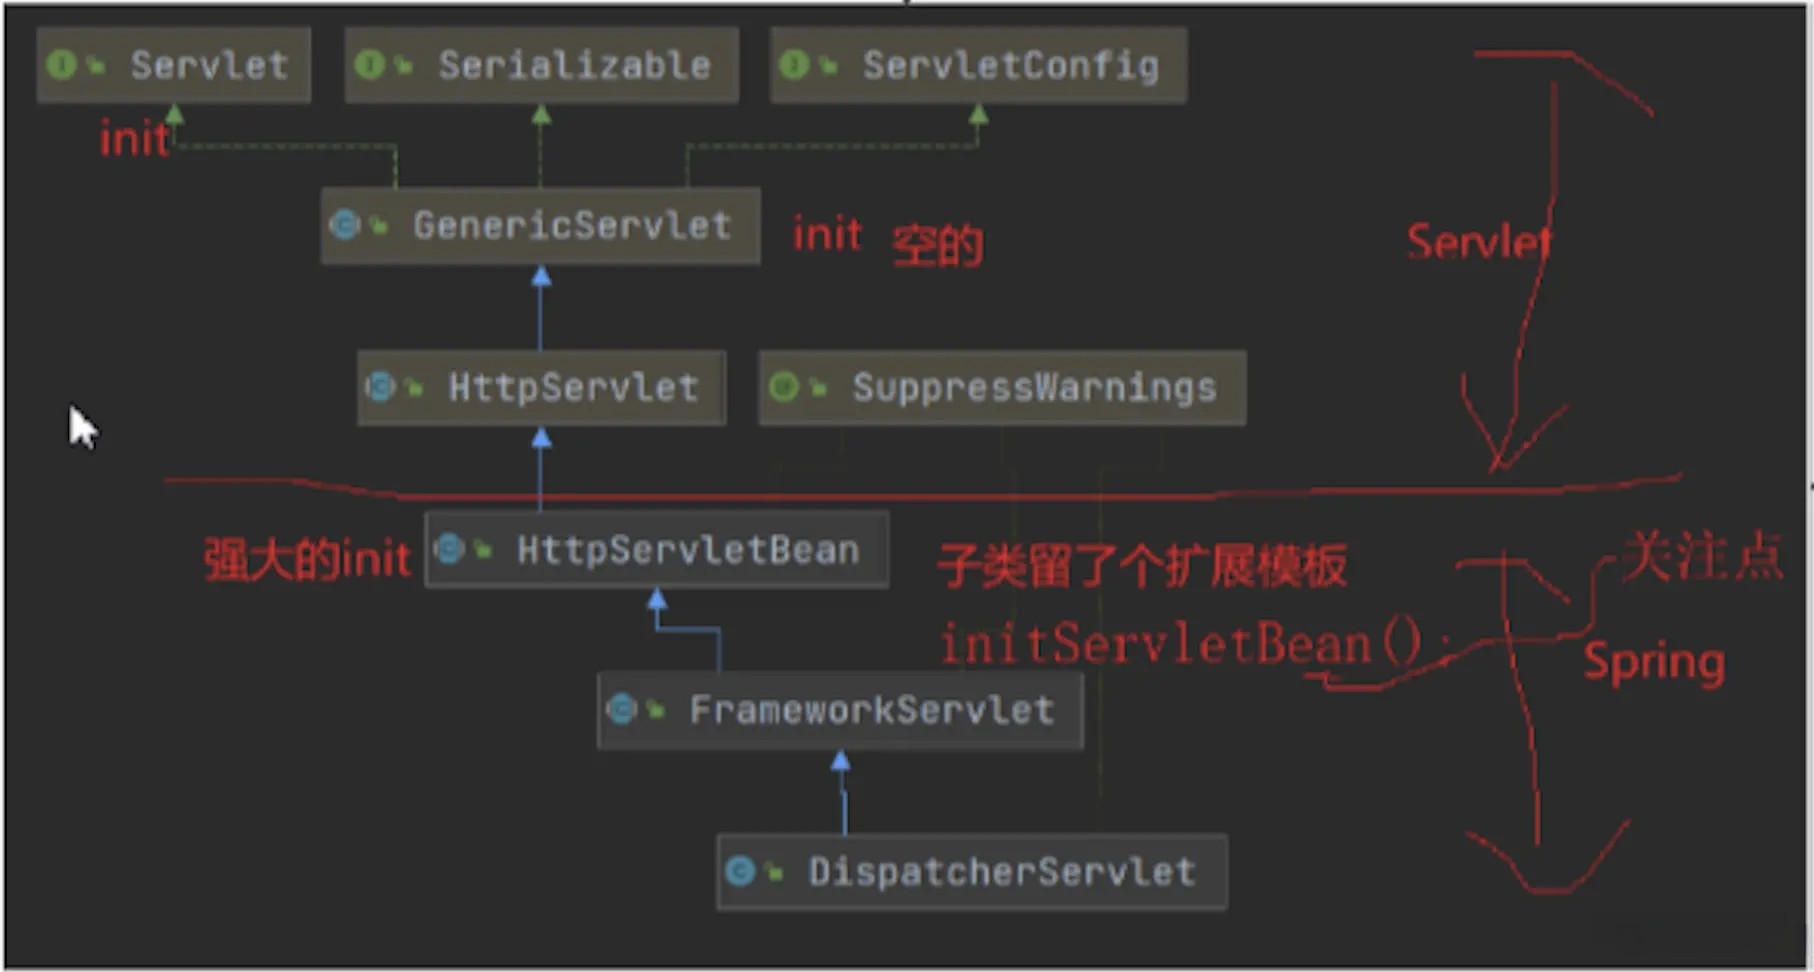 Servlet
Serializable
ServletConfig
init
GenericServlet
init 空的
Servlet
HttpServlet
SuppressWarnings
强大的init
HttpServletBean
子类留了个扩展模板
关注点
initServletBean();
Spring
FrameworkServlet
DispatcherServlet